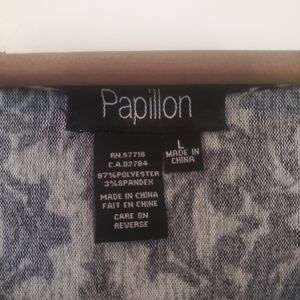 Papillon
L
MADE IN
CHINA
RN.57716
C.A.02784
97%POLYESTER
3%SPANDEX
MADE IN CHINA
FAIT EN CHINE
CARE ON
REVERSE